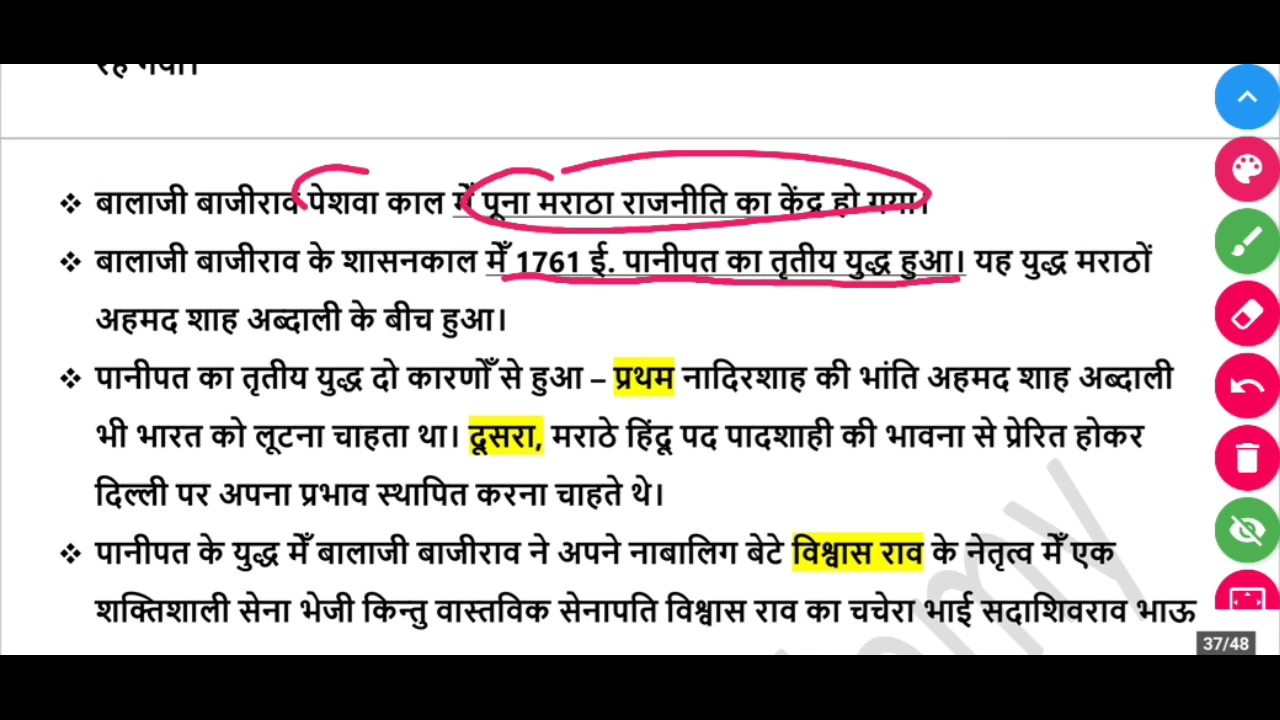 ❖ बालाजी बाजीराव पेशवा काल मेँ पूना मराठा राजनीति का केंद्र हो गया।
❖ बालाजी बाजीराव के शासनकाल मेँ 1761 ई. पानीपत का तृतीय युद्ध हुआ। यह युद्ध मराठों
अहमद शाह अब्दाली के बीच हुआ।
❖ पानीपत का तृतीय युद्ध दो कारणोँ से हुआ – प्रथम नादिरशाह की भांति अहमद शाह अब्दाली
भी भारत को लूटना चाहता था। दूसरा, मराठे हिंदू पद पादशाही की भावना से प्रेरित होकर
दिल्ली पर अपना प्रभाव स्थापित करना चाहते थे।
❖ पानीपत के युद्ध मेँ बालाजी बाजीराव ने अपने नाबालिग बेटे विश्वास राव के नेतृत्व मेँ एक
शक्तिशाली सेना भेजी किन्तु वास्तविक सेनापति विश्वास राव का चचेरा भाई सदाशिवराव भाऊ
37/48